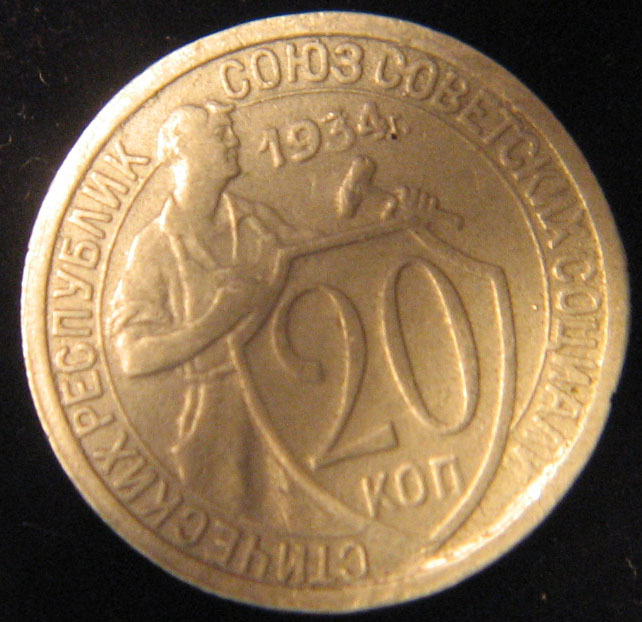 СОЮЗ СОВЕТСКИХ СОЦИАЛИСТИЧЕСКИХ РЕСПУБЛИК
1934г.
20
КОП